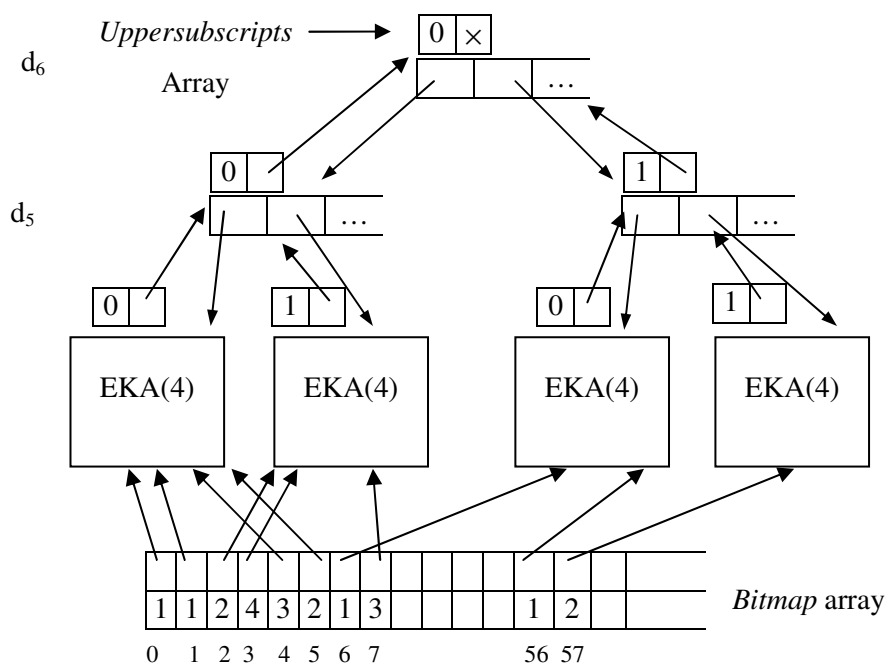 Uppersubscripts 0 ×
d6
Array …
0 1
d5
… …
0 1 0 1
EKA(4) EKA(4) EKA(4) EKA(4)
1 1 2 4 3 2 1 3 1 2
Bitmap array
0 1 2 3 4 5 6 7 56 57